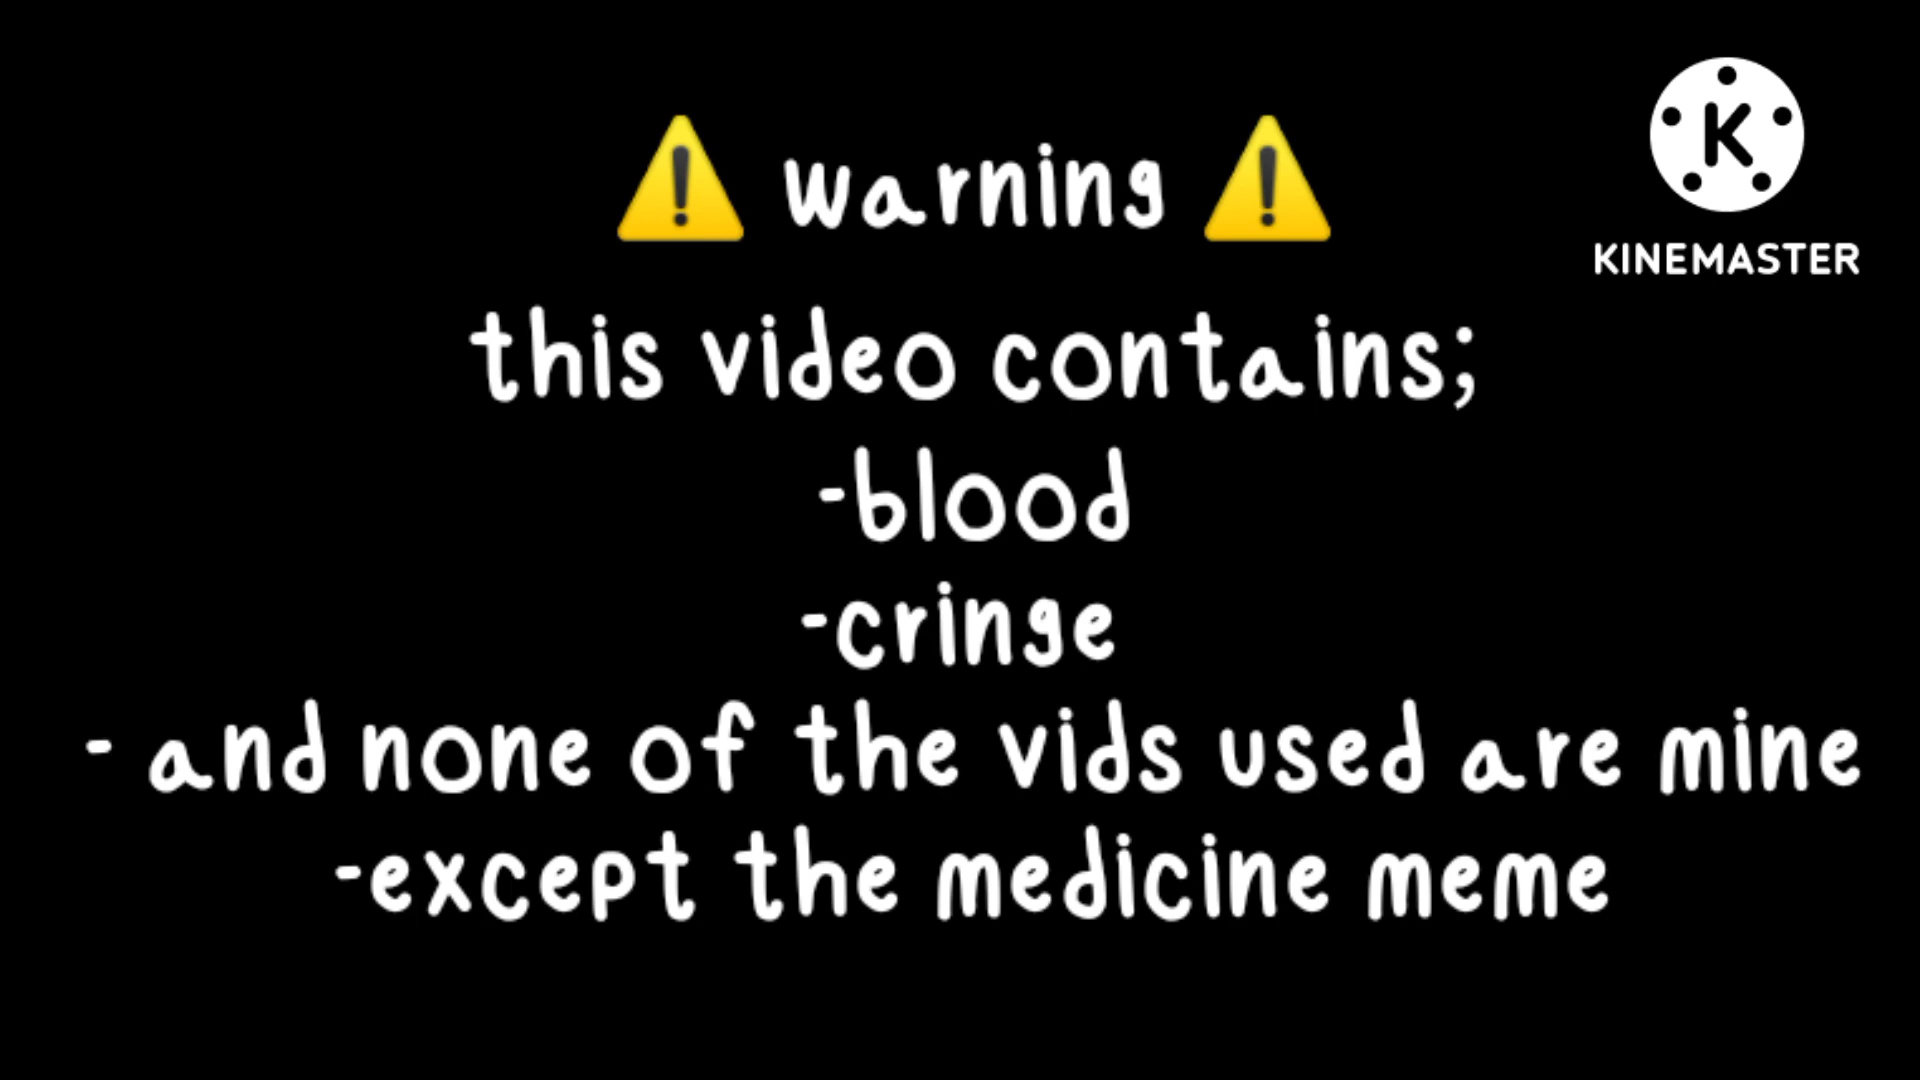 ⚠️ warning ⚠️
K
KINEMASTER
this video contains;
-blood
-cringe
- and none of the vids used are mine
-except the medicine meme